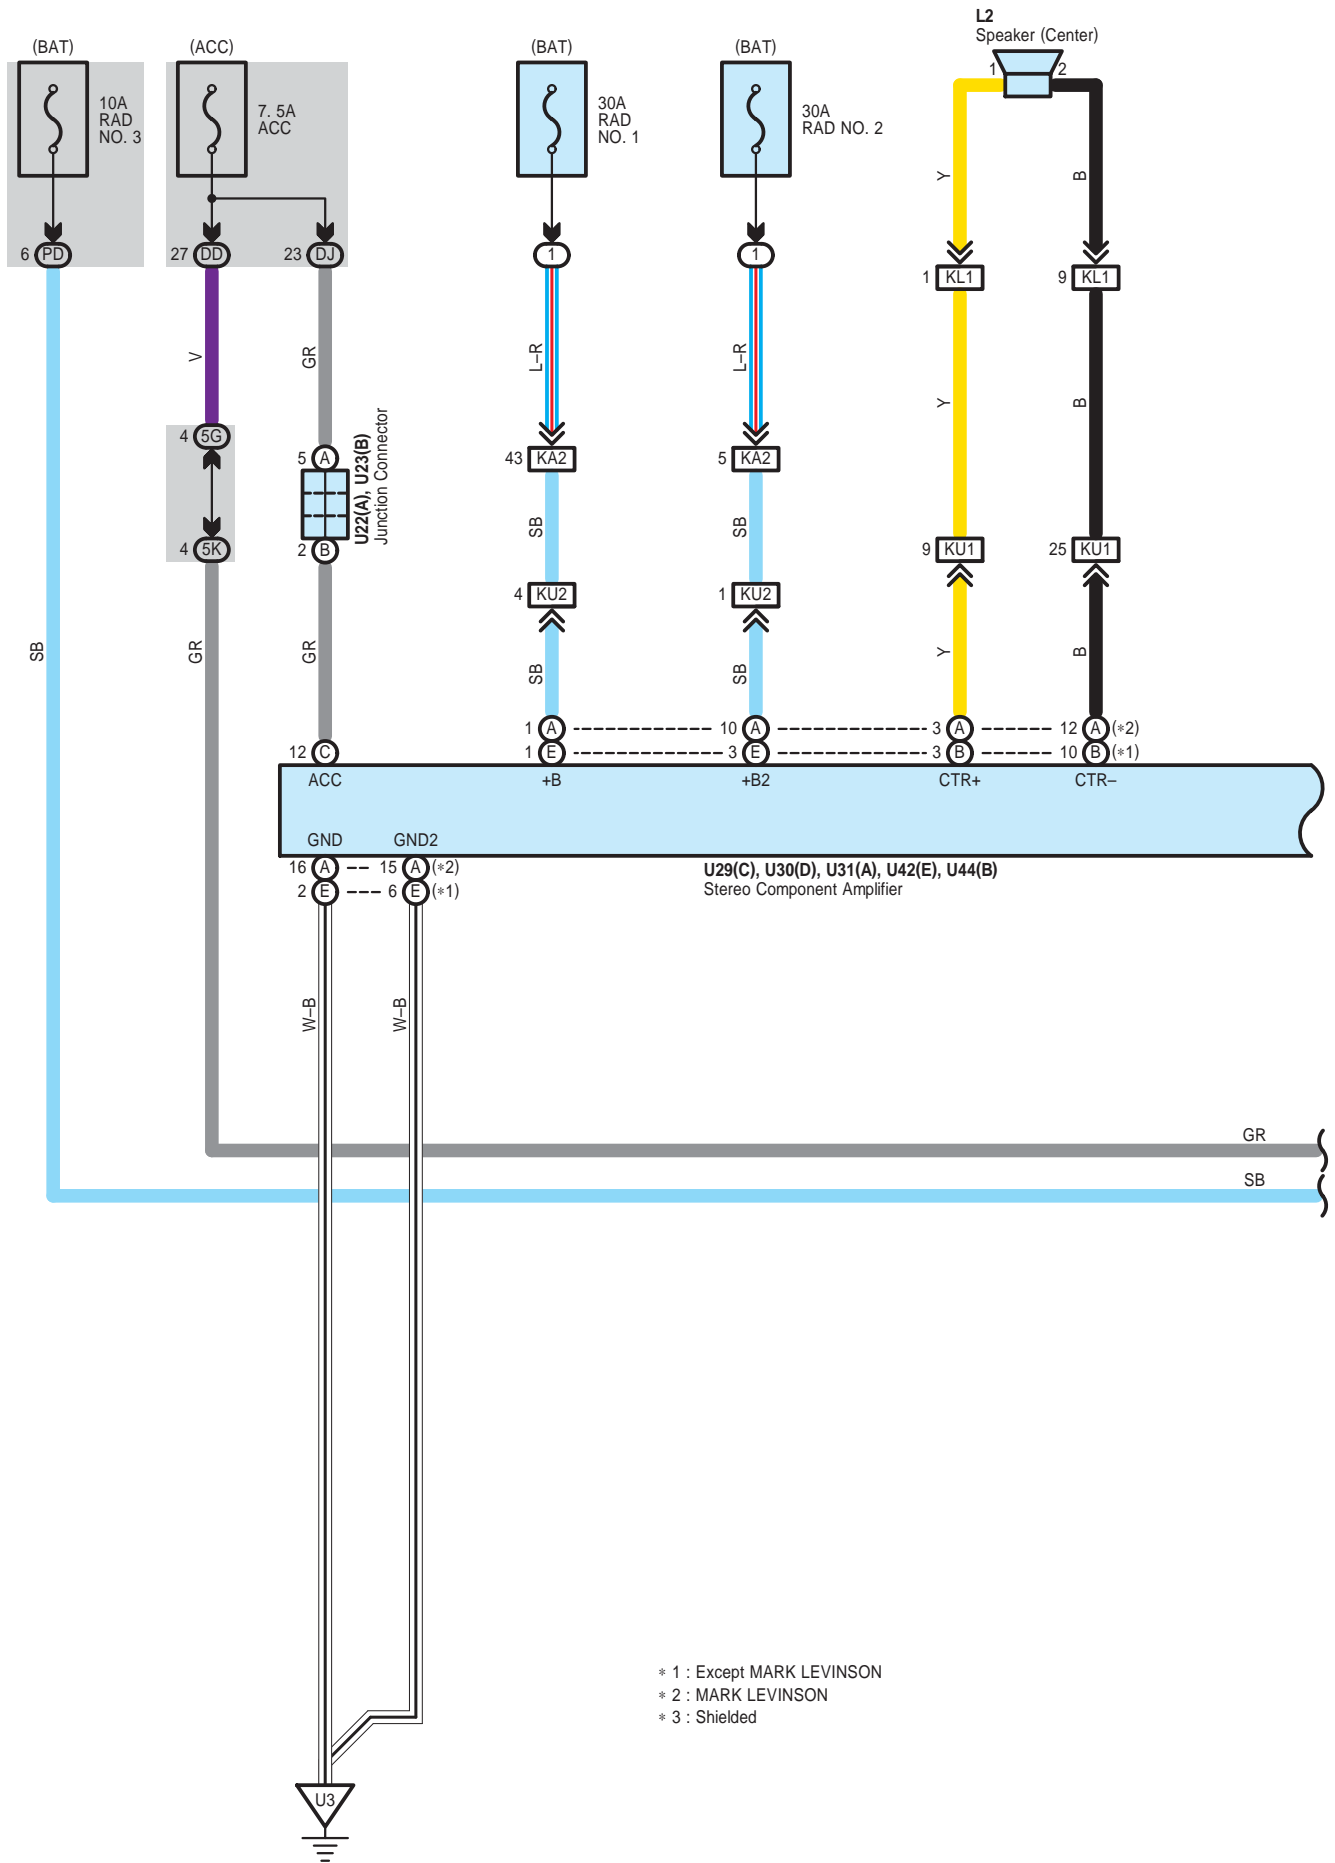 L2
Speaker (Center)
(BAT)
(ACC)
(BAT)
(BAT)
1
2
10A
RAD
NO. 3
7. 5A
ACC
30A
RAD
NO. 1
30A
RAD NO. 2
Y
B
6 PD
27 DD
23 DJ
1
1
1 KL1
9 KL1
V
GR
L–R
L–R
Y
B
4 5G
5 A
U22(A), U23(B)
Junction Connector
43 KA2
5 KA2
SB
SB
4 5K
2 B
9 KU1
25 KU1
4 KU2
1 KU2
SB
GR
GR
SB
SB
Y
B
1 A
10 A
3 A
12 A (*2)
12 C
1 E
3 E
3 B
10 B (*1)
ACC
+B
+B2
CTR+
CTR–
GND
GND2
16 A
15 A (*2)
2 E
6 E (*1)
U29(C), U30(D), U31(A), U42(E), U44(B)
Stereo Component Amplifier
W–B
W–B
GR
SB
* 1 : Except MARK LEVINSON
* 2 : MARK LEVINSON
* 3 : Shielded
U3